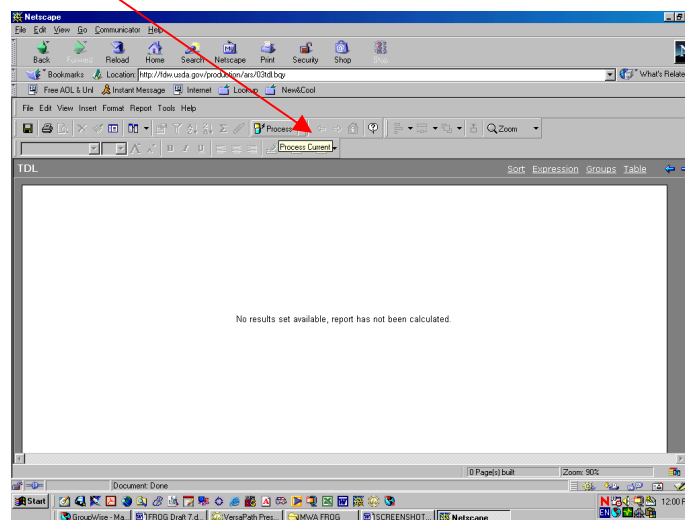 Netscape
File Edit View Go Communicator Help
Back Forward Reload Home Search Netscape Print Security Shop Stop
Bookmarks Location: http://fdw.usda.gov/production/ars/03tdl.bqy What's Relate
Free AOL & Unl Instant Message Internet Lookup New&Cool
File Edit View Insert Format Report Tools Help
Process Zoom
Process Current
TDL Sort Expression Groups Table
No results set available, report has not been calculated.
0 Page(s) built Zoom: 90%
Document: Done
Start 12:00 P
GroupWise - Ma FROG Draft 7.d... VersaPath Pres... MWA FROG SCREENSHOT... Netscape